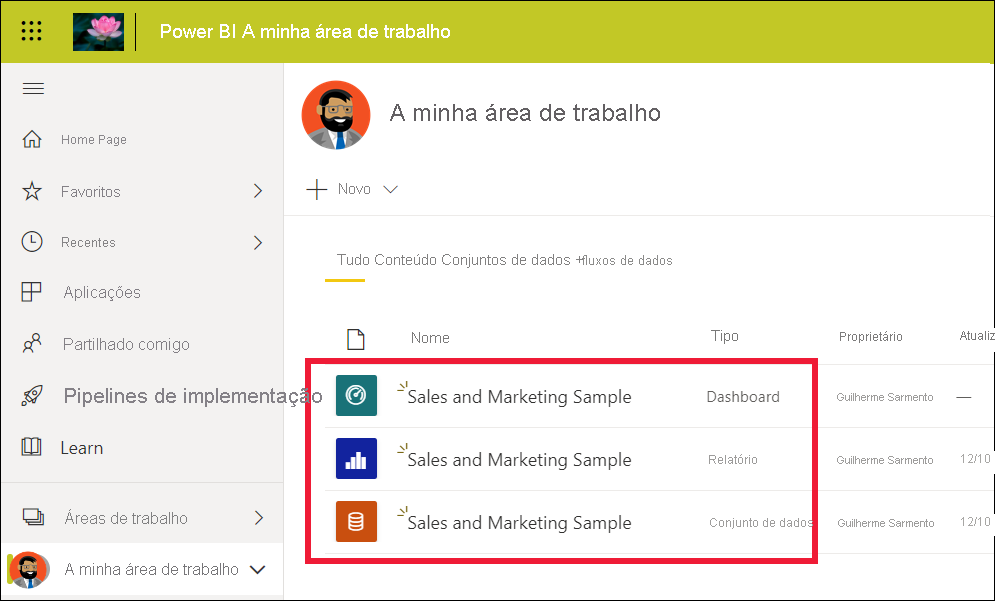 Power BI A minha área de trabalho
Home Page
Favoritos
Recentes
Aplicações
Partilhado comigo
Pipelines de implementação
Learn
Áreas de trabalho
A minha área de trabalho
A minha área de trabalho
Novo
Tudo Conteúdo Conjuntos de dados +fluxos de dados
Nome Tipo Proprietário Atualiz
Sales and Marketing Sample Dashboard Guilherme Sarmento —
Sales and Marketing Sample Relatório Guilherme Sarmento 12/10
Sales and Marketing Sample Conjunto de dados Guilherme Sarmento 12/10